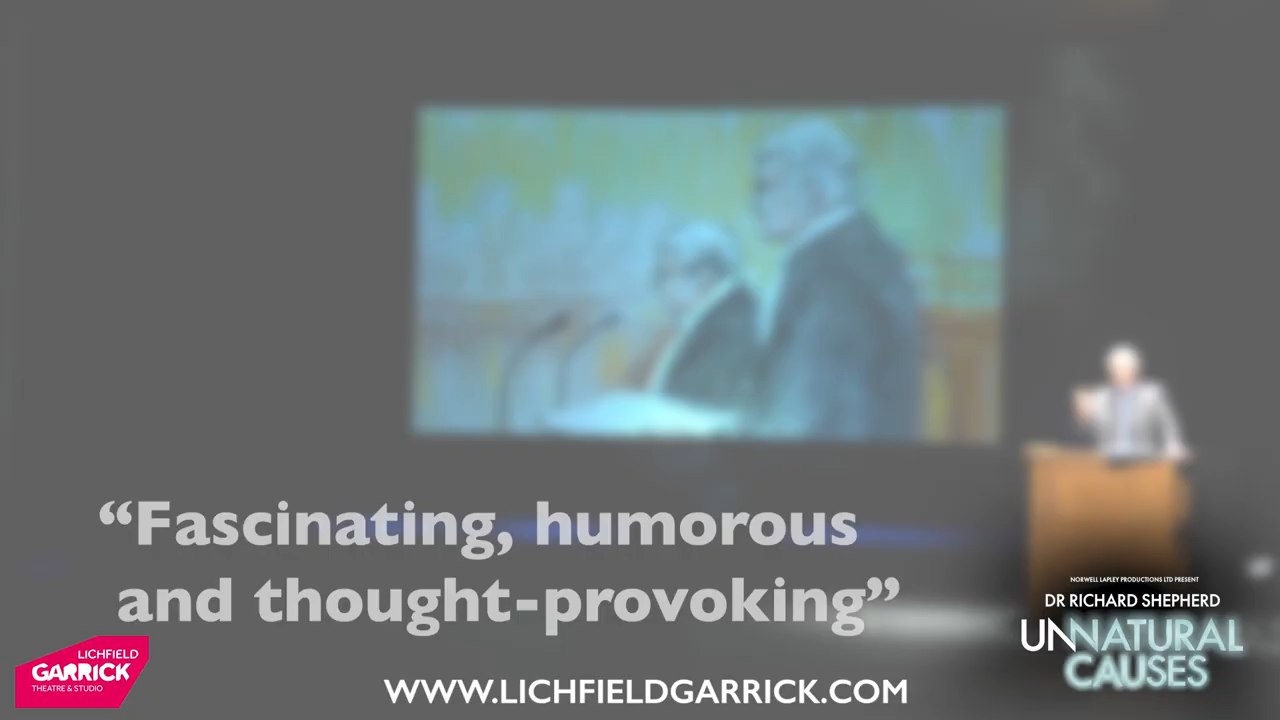 “Fascinating, humorous
and thought-provoking”
NORWELL LAPLEY PRODUCTIONS LTD PRESENT
DR RICHARD SHEPHERD
UNNATURAL
CAUSES
LICHFIELD
GARRICK
THEATRE & STUDIO
WWW.LICHFIELDGARRICK.COM